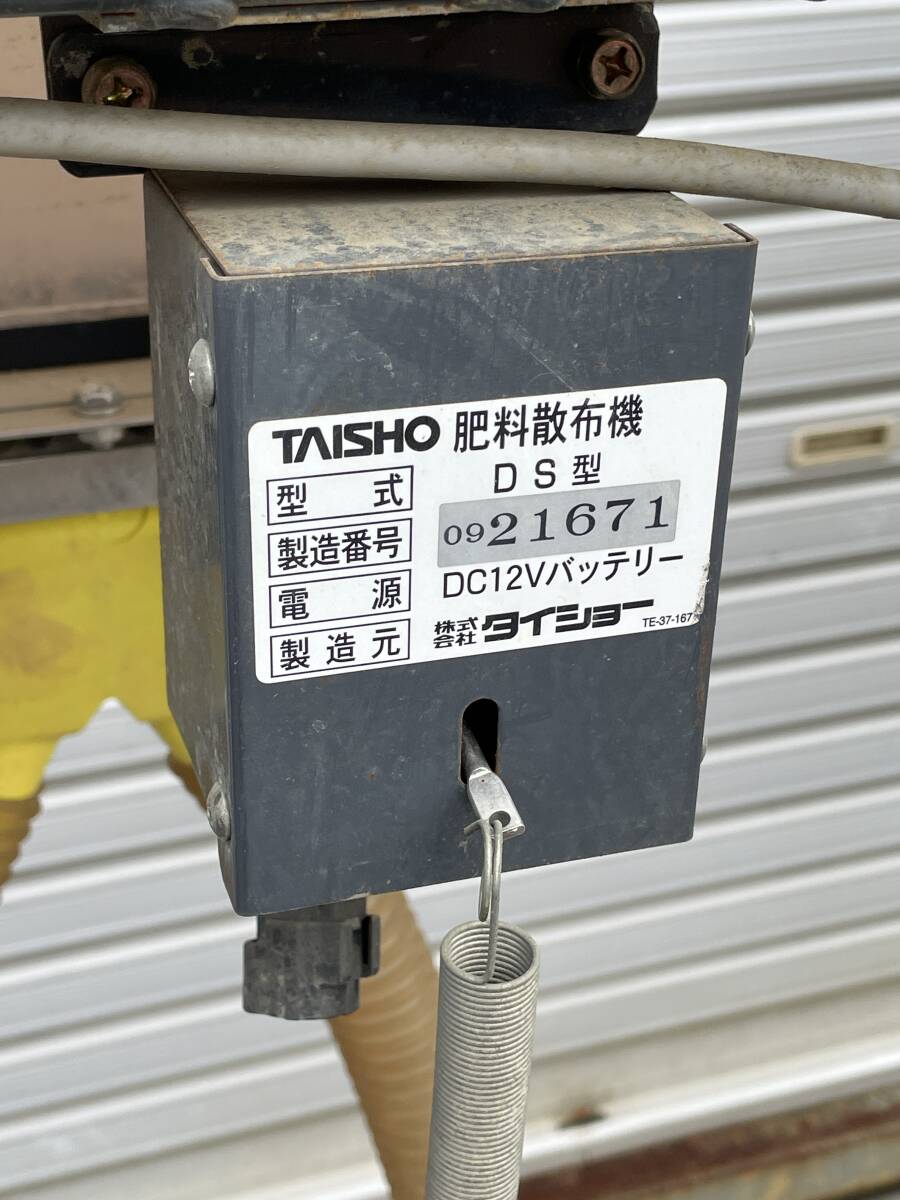 TAISHO 肥料散布機
型式 DS型
製造番号 0921671
電源 DC12Vバッテリー
製造元 株式会社タイショー
TE-37-167